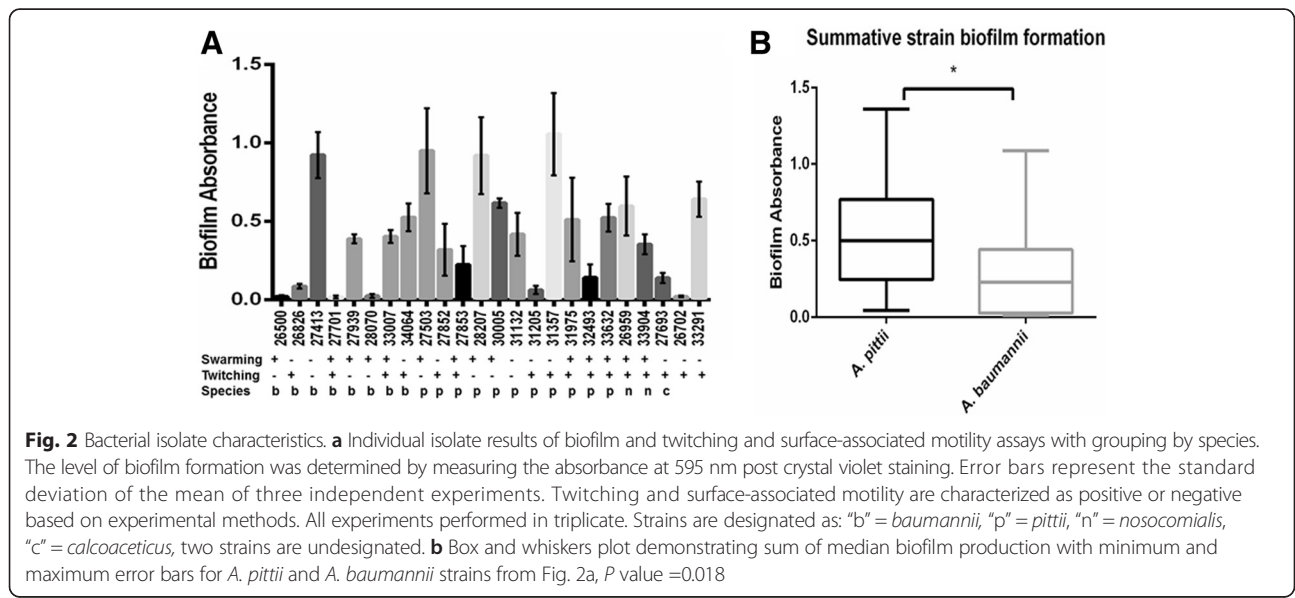 A
1.5
1.0
0.5
0.0
Biofilm Absorbance
26500 26826 27413 27701 27939 28070 33007 34064 27503 27852 27853 28207 30005 31132 31205 31357 31975 32493 33632 26959 33904 27693 26702 33291
Swarming + - - + + + + - + + + + + - - - + + + - + - - -
Twitching - + - + - - + + - + + - - - + + + + + + + + + +
Species b b b b b b b b p p p p p p p p p p p n n c
B
Summative strain biofilm formation
*
1.5
1.0
0.5
0.0
Biofilm Absorbance
A. pittii
A. baumannii
Fig. 2 Bacterial isolate characteristics. a Individual isolate results of biofilm and twitching and surface-associated motility assays with grouping by species.
The level of biofilm formation was determined by measuring the absorbance at 595 nm post crystal violet staining. Error bars represent the standard
deviation of the mean of three independent experiments. Twitching and surface-associated motility are characterized as positive or negative
based on experimental methods. All experiments performed in triplicate. Strains are designated as: “b” = baumannii, “p” = pittii, “n” = nosocomialis,
“c” = calcoaceticus, two strains are undesignated. b Box and whiskers plot demonstrating sum of median biofilm production with minimum and
maximum error bars for A. pittii and A. baumannii strains from Fig. 2a, P value =0.018